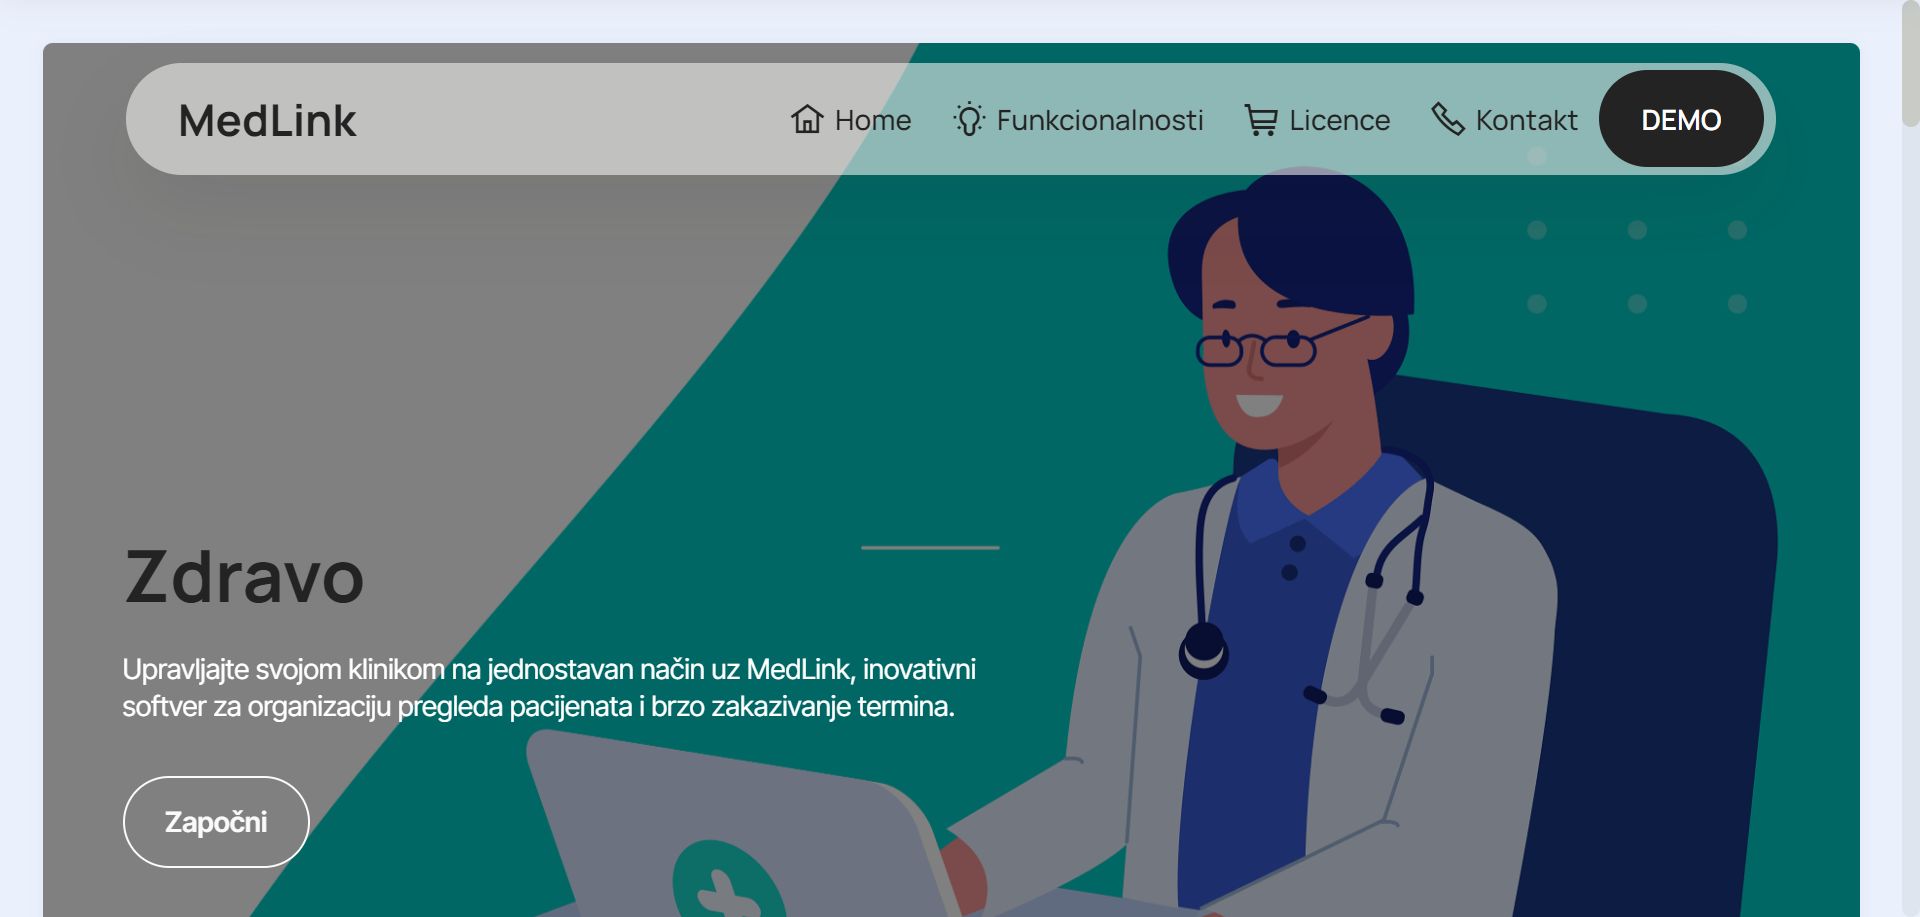 MedLink
Home
Funkcionalnosti
Licence
Kontakt
DEMO
Zdravo
Upravljajte svojom klinikom na jednostavan način uz MedLink, inovativni
softver za organizaciju pregleda pacijenata i brzo zakazivanje termina.
Započni